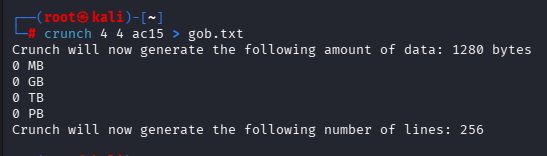 ┌──(root㉿kali)-[~]
└─# crunch 4 4 ac15 > gob.txt
Crunch will now generate the following amount of data: 1280 bytes
0 MB
0 GB
0 TB
0 PB
Crunch will now generate the following number of lines: 256